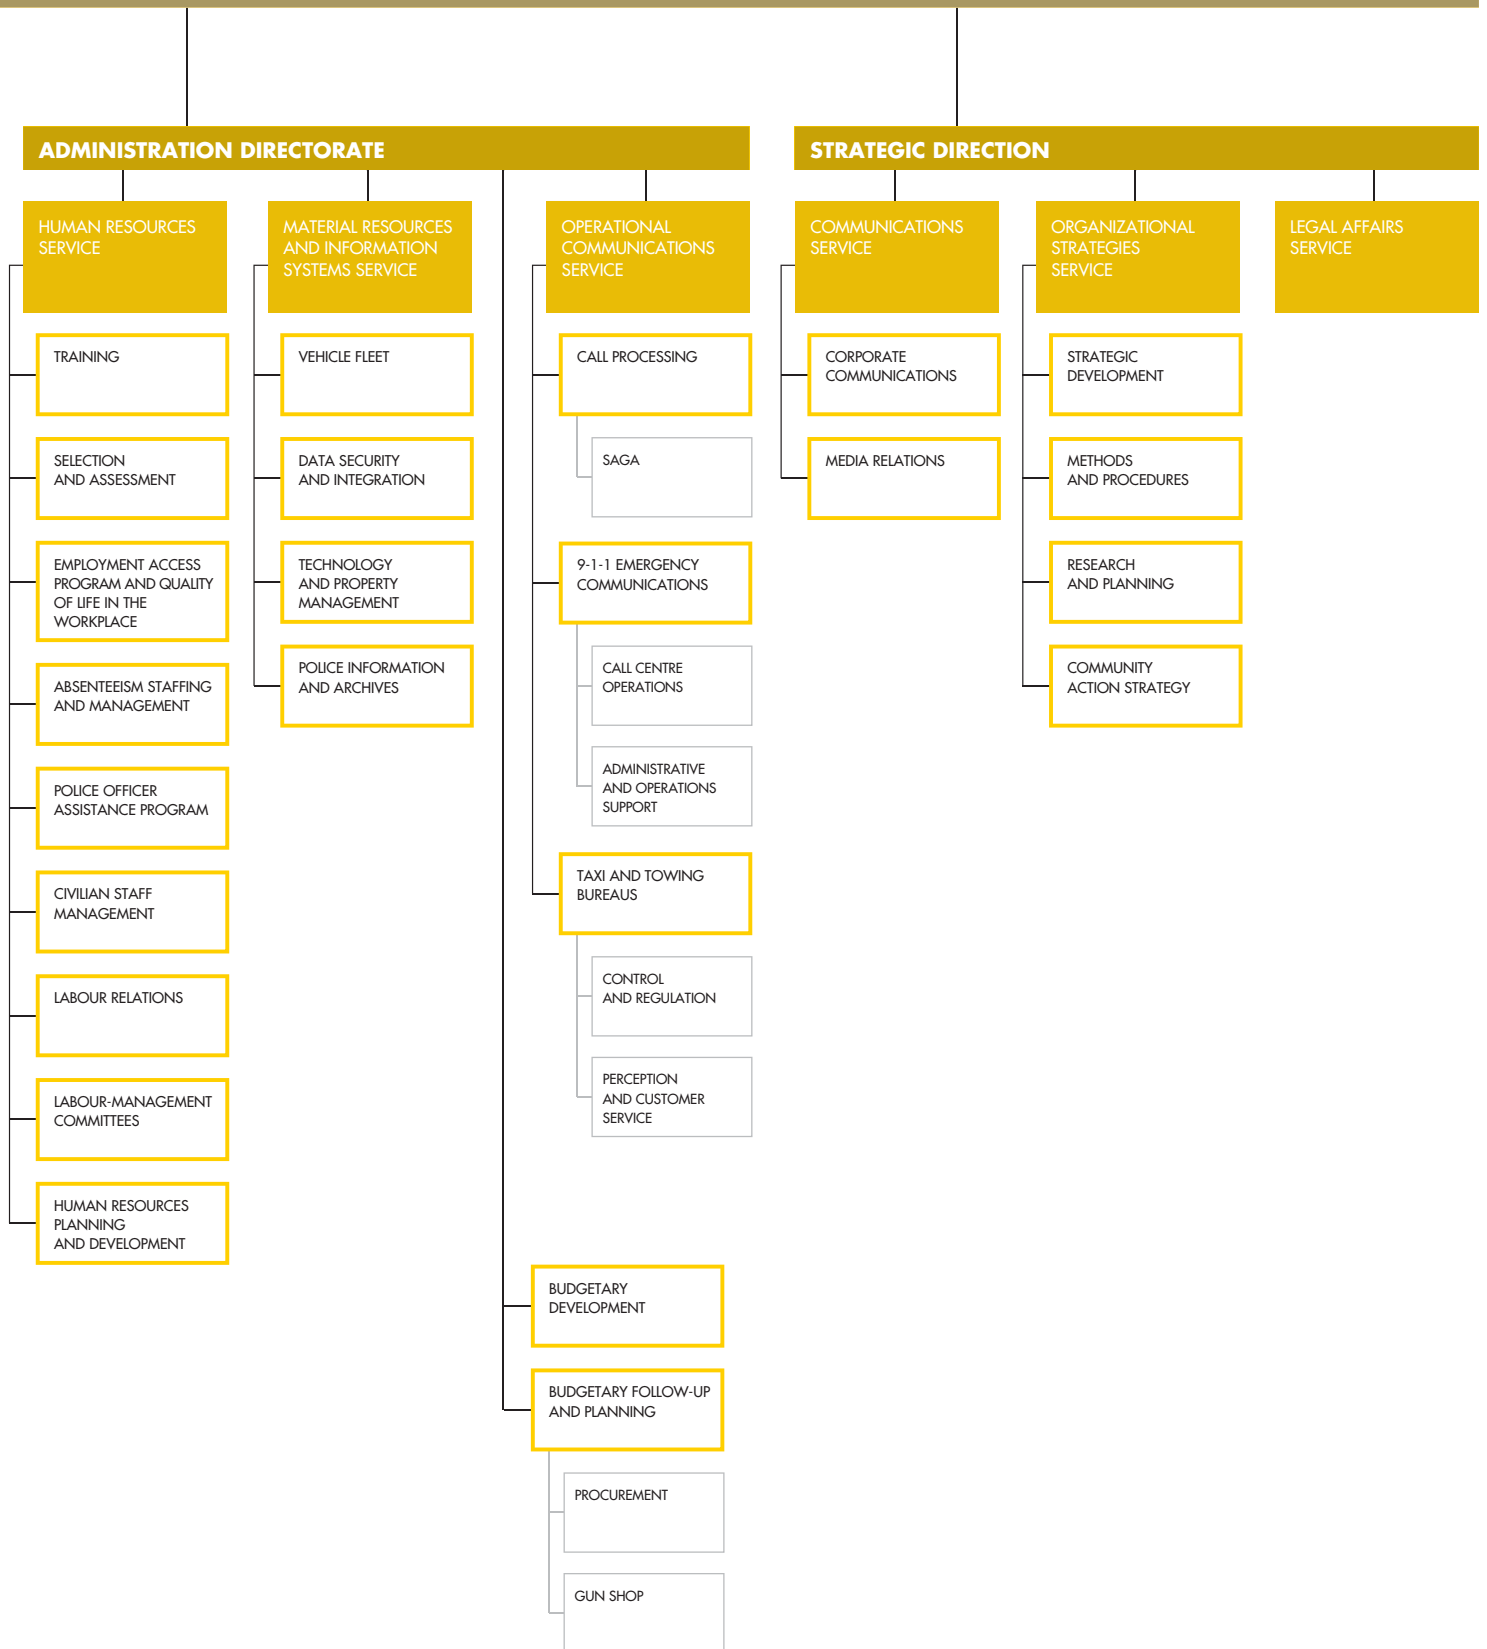 ADMINISTRATION DIRECTORATE
HUMAN RESOURCES
SERVICE
TRAINING
SELECTION
AND ASSESSMENT
EMPLOYMENT ACCESS
PROGRAM AND QUALITY
OF LIFE IN THE
WORKPLACE
ABSENTEEISM STAFFING
AND MANAGEMENT
POLICE OFFICER
ASSISTANCE PROGRAM
CIVILIAN STAFF
MANAGEMENT
LABOUR RELATIONS
LABOUR-MANAGEMENT
COMMITTEES
HUMAN RESOURCES
PLANNING
AND DEVELOPMENT
MATERIAL RESOURCES
AND INFORMATION
SYSTEMS SERVICE
VEHICLE FLEET
DATA SECURITY
AND INTEGRATION
TECHNOLOGY
AND PROPERTY
MANAGEMENT
POLICE INFORMATION
AND ARCHIVES
OPERATIONAL
COMMUNICATIONS
SERVICE
CALL PROCESSING
SAGA
9-1-1 EMERGENCY
COMMUNICATIONS
CALL CENTRE
OPERATIONS
ADMINISTRATIVE
AND OPERATIONS
SUPPORT
TAXI AND TOWING
BUREAUS
CONTROL
AND REGULATION
PERCEPTION
AND CUSTOMER
SERVICE
BUDGETARY
DEVELOPMENT
BUDGETARY FOLLOW-UP
AND PLANNING
PROCUREMENT
GUN SHOP
STRATEGIC DIRECTION
COMMUNICATIONS
SERVICE
CORPORATE
COMMUNICATIONS
MEDIA RELATIONS
ORGANIZATIONAL
STRATEGIES
SERVICE
STRATEGIC
DEVELOPMENT
METHODS
AND PROCEDURES
RESEARCH
AND PLANNING
COMMUNITY
ACTION STRATEGY
LEGAL AFFAIRS
SERVICE